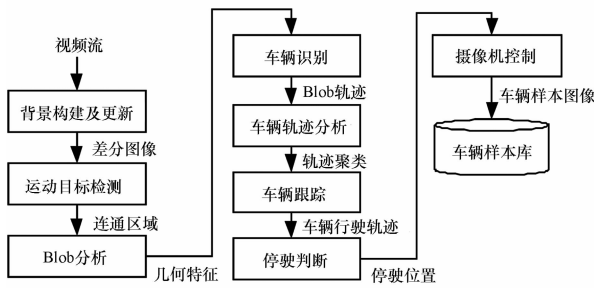 视频流
背景构建及更新
差分图像
运动目标检测
连通区域
Blob分析
几何特征
车辆识别
Blob轨迹
车辆轨迹分析
轨迹聚类
车辆跟踪
车辆行驶轨迹
停驶判断
停驶位置
摄像机控制
车辆样本图像
车辆样本库